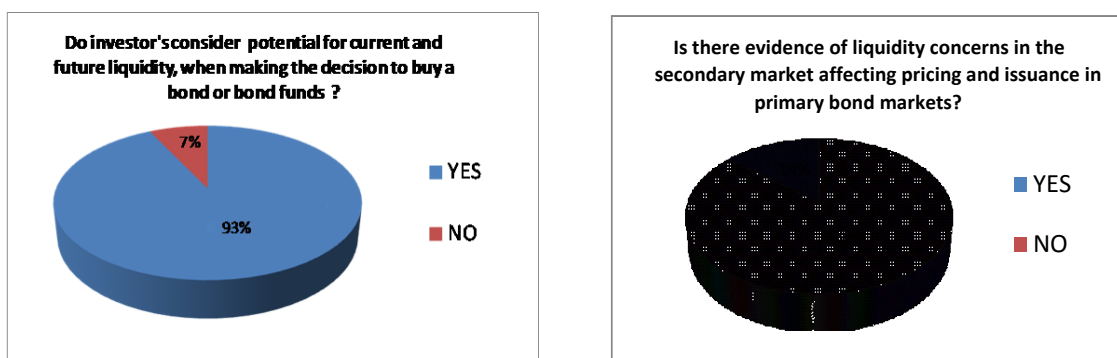 Do investor's consider potential for current and
future liquidity, when making the decision to buy a
bond or bond funds ?
7%
93%
YES
NO
Is there evidence of liquidity concerns in the
secondary market affecting pricing and issuance in
primary bond markets?
YES
NO